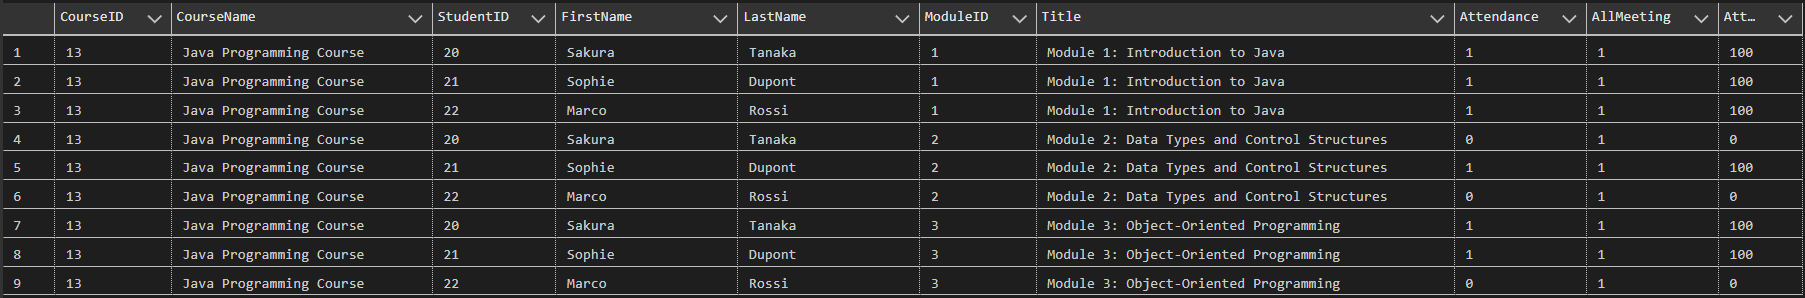 CourseID CourseName StudentID FirstName LastName ModuleID Title Attendance AllMeeting Att…
1 13 Java Programming Course 20 Sakura Tanaka 1 Module 1: Introduction to Java 1 1 100
2 13 Java Programming Course 21 Sophie Dupont 1 Module 1: Introduction to Java 1 1 100
3 13 Java Programming Course 22 Marco Rossi 1 Module 1: Introduction to Java 1 1 100
4 13 Java Programming Course 20 Sakura Tanaka 2 Module 2: Data Types and Control Structures 0 1 0
5 13 Java Programming Course 21 Sophie Dupont 2 Module 2: Data Types and Control Structures 1 1 100
6 13 Java Programming Course 22 Marco Rossi 2 Module 2: Data Types and Control Structures 0 1 0
7 13 Java Programming Course 20 Sakura Tanaka 3 Module 3: Object-Oriented Programming 1 1 100
8 13 Java Programming Course 21 Sophie Dupont 3 Module 3: Object-Oriented Programming 1 1 100
9 13 Java Programming Course 22 Marco Rossi 3 Module 3: Object-Oriented Programming 0 1 0